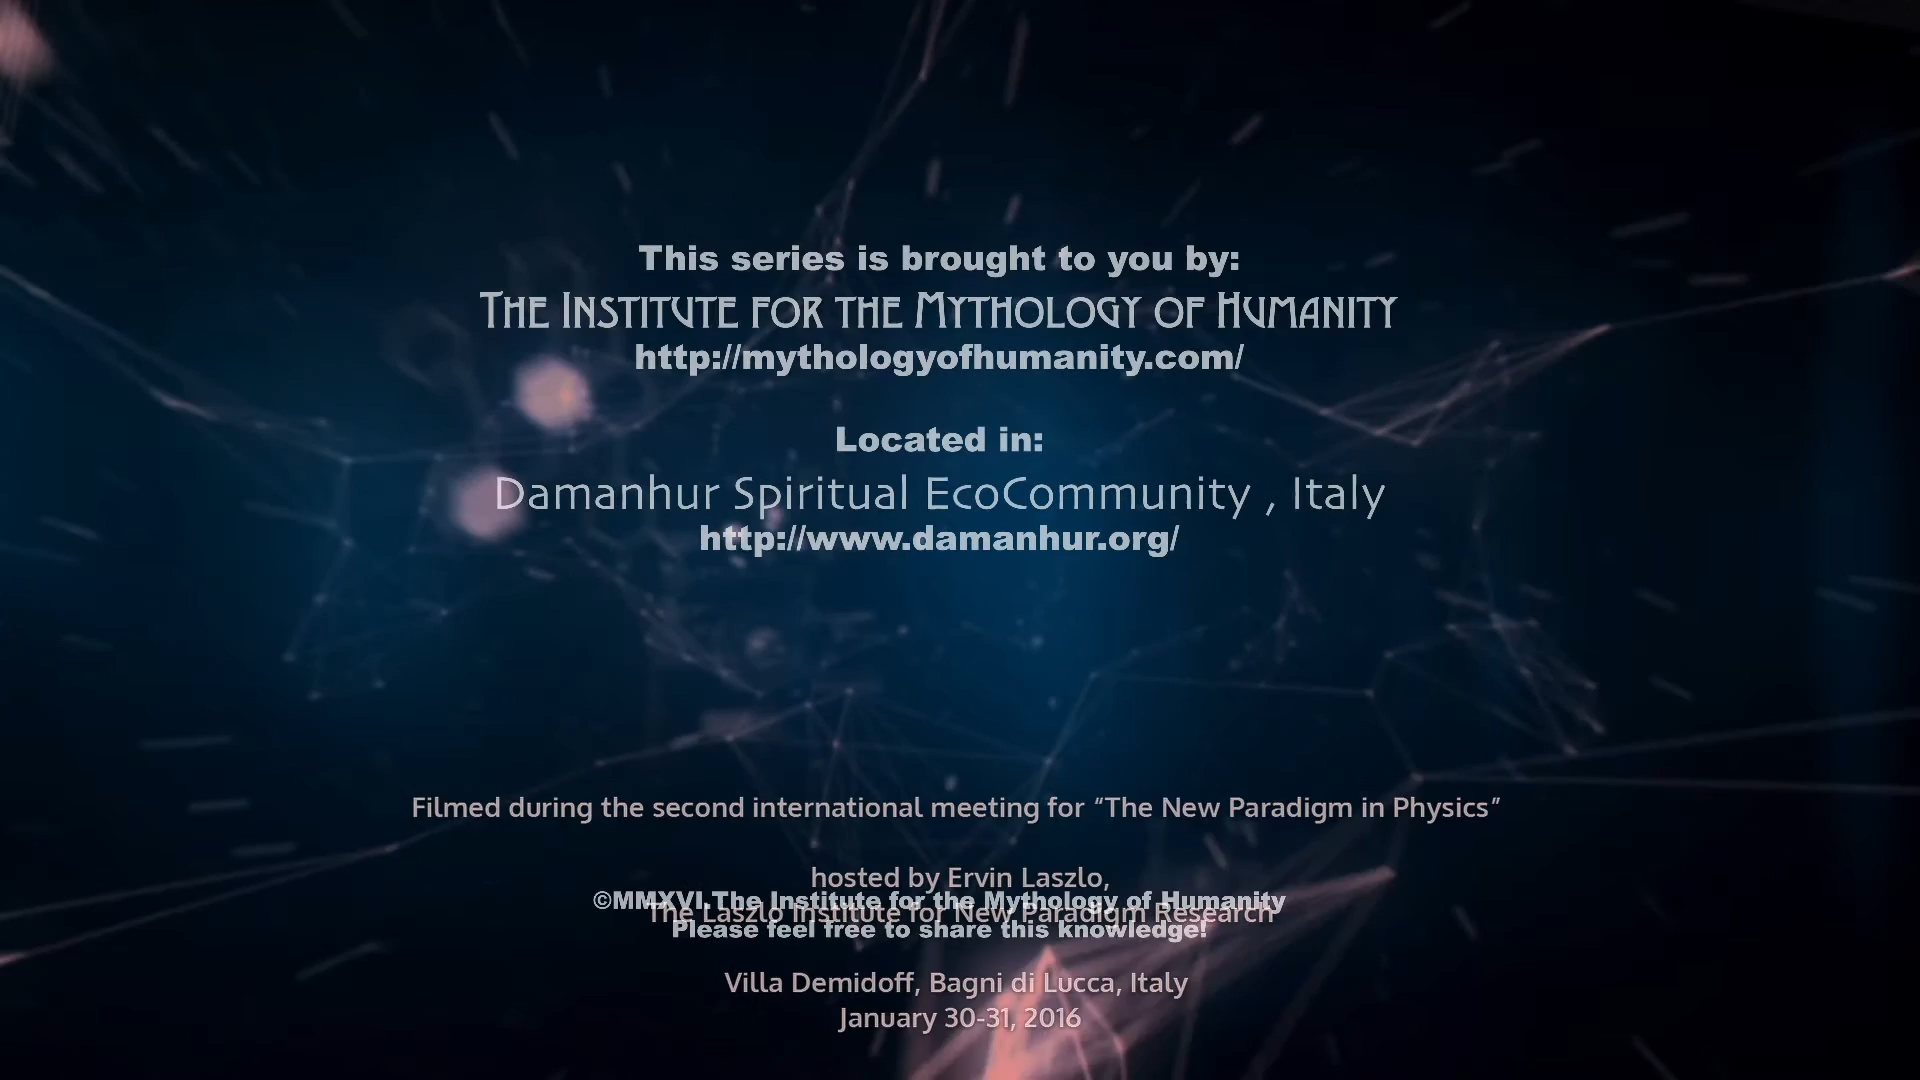 This series is brought to you by:
The Institute for the Mythology of Humanity
http://mythologyofhumanity.com/
Located in:
Damanhur Spiritual EcoCommunity , Italy
http://www.damanhur.org/
Filmed during the second international meeting for “The New Paradigm in Physics”
hosted by Ervin Laszlo,
©MMXVI.The Institute for the Mythology of Humanity
The Laszlo Institute for New Paradigm Research
Please feel free to share this knowledge!
Villa Demidoff, Bagni di Lucca, Italy
January 30-31, 2016